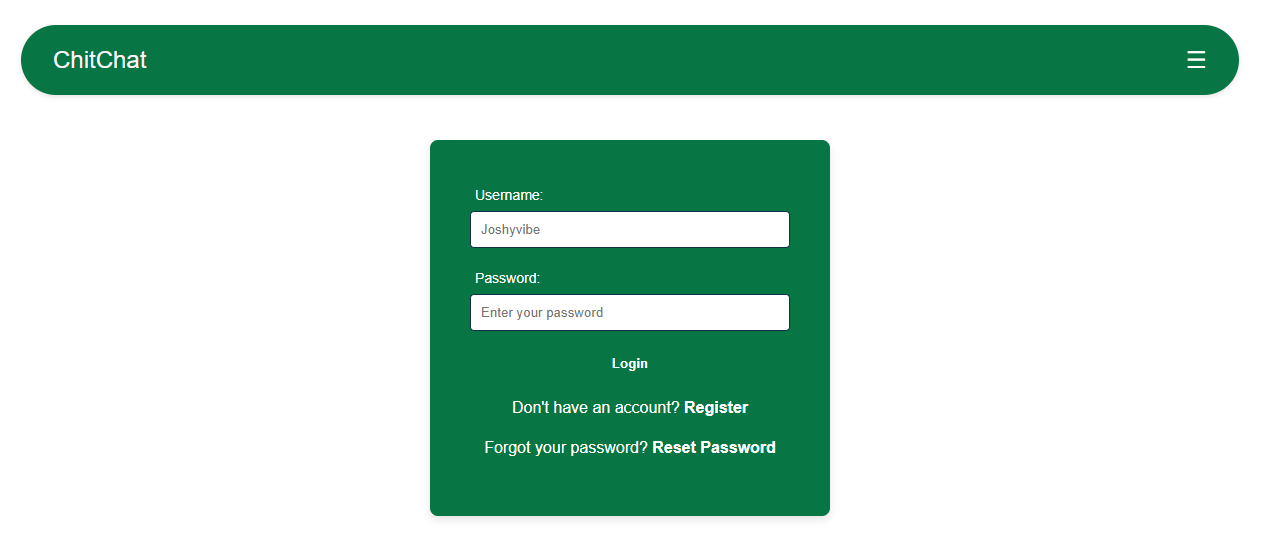 ChitChat
Username:
Joshyvibe
Password:
Enter your password
Login
Don't have an account? Register
Forgot your password? Reset Password